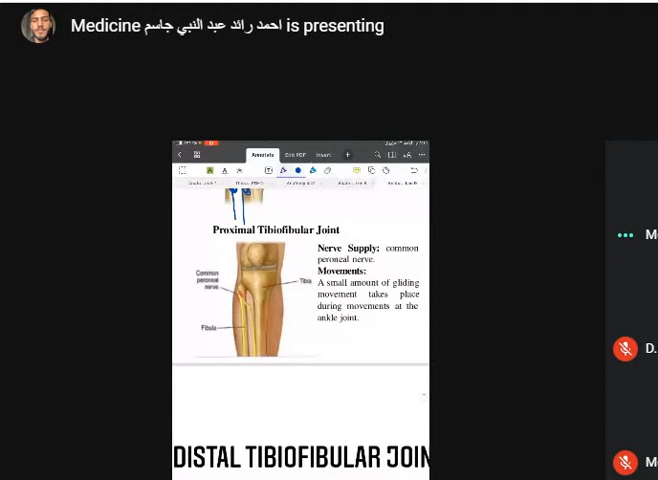 Medicine احمد رائد عبد النبي جاسم is presenting
Annotate Edit PDF Insert
Proximal Tibiofibular Joint
Nerve Supply: common
peroneal nerve.
Movements:
A small amount of gliding
movement takes place
during movements at the
ankle joint.
Common
peroneal
nerve
Tibia
Fibula
DISTAL TIBIOFIBULAR JOIN
M
D.
M